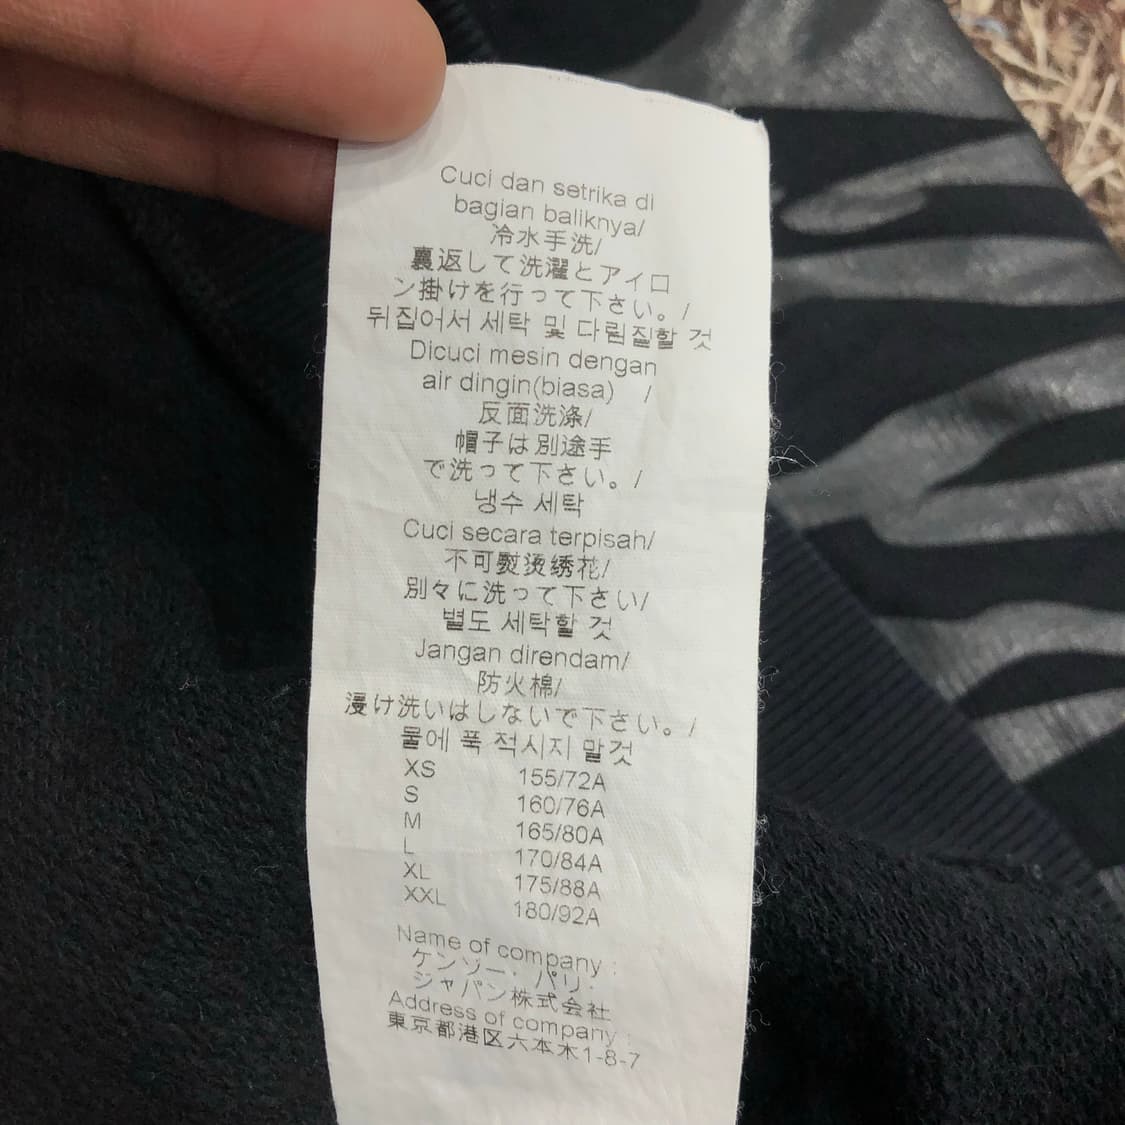 Cuci dan setrika di
bagian baliknya/
冷水手洗/
裏返して洗濯とアイロ
ン掛けを行って下さい。/
뒤집어서 세탁 및 다림질할 것
Dicuci mesin dengan
air dingin(biasa) /
反面洗涤/
帽子は別途手
で洗って下さい。/
냉수 세탁
Cuci secara terpisah/
不可熨烫绣花/
別々に洗って下さい/
별도 세탁할 것
Jangan direndam/
防火棉/
浸け洗いはしないで下さい。/
물에 푹 적시지 말것
XS 155/72A
S 160/76A
M 165/80A
L 170/84A
XL 175/88A
XXL 180/92A
Name of company :
ケンゾー・パリ・
ジャパン株式会社
Address of company :
東京都港区六本木1-8-7